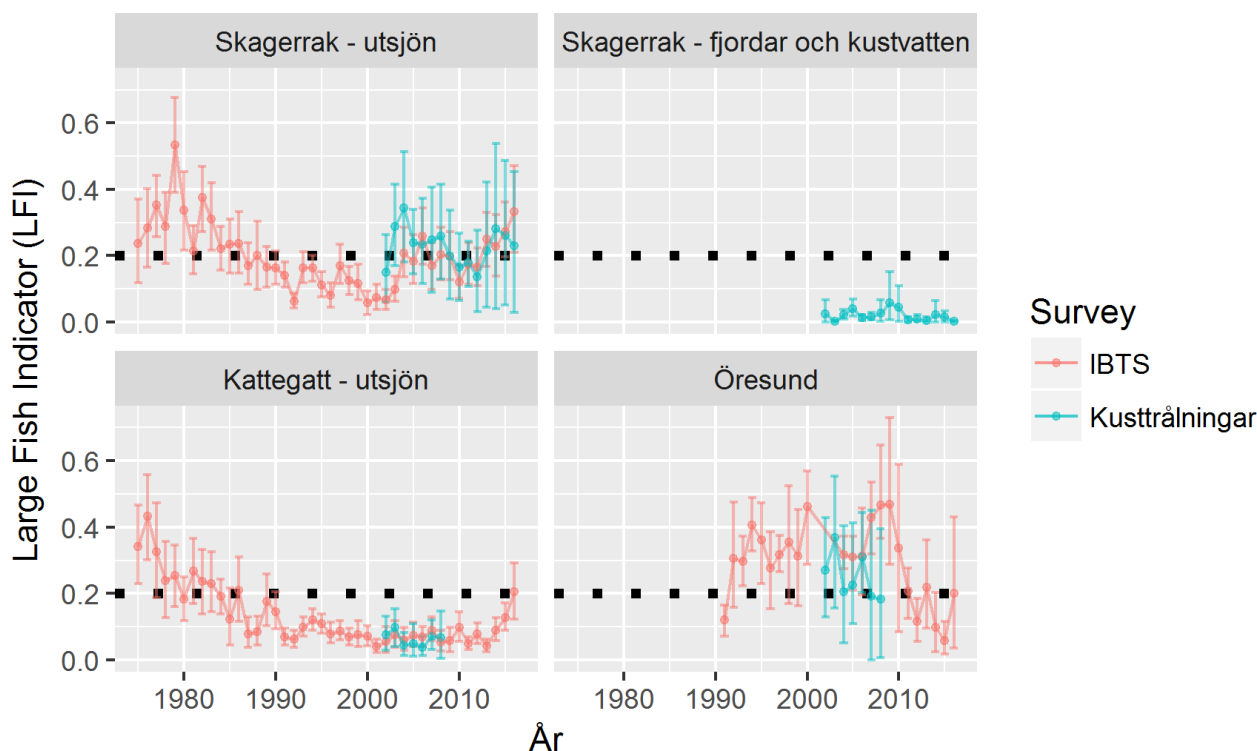 Skagerrak - utsjön
Skagerrak - fjordar och kustvatten
0.6
0.4
0.2
0.0
Kattegatt - utsjön
Öresund
0.6
0.4
0.2
0.0
1980 1990 2000 2010
1980 1990 2000 2010
År
Large Fish Indicator (LFI)
Survey
IBTS
Kusttrålningar